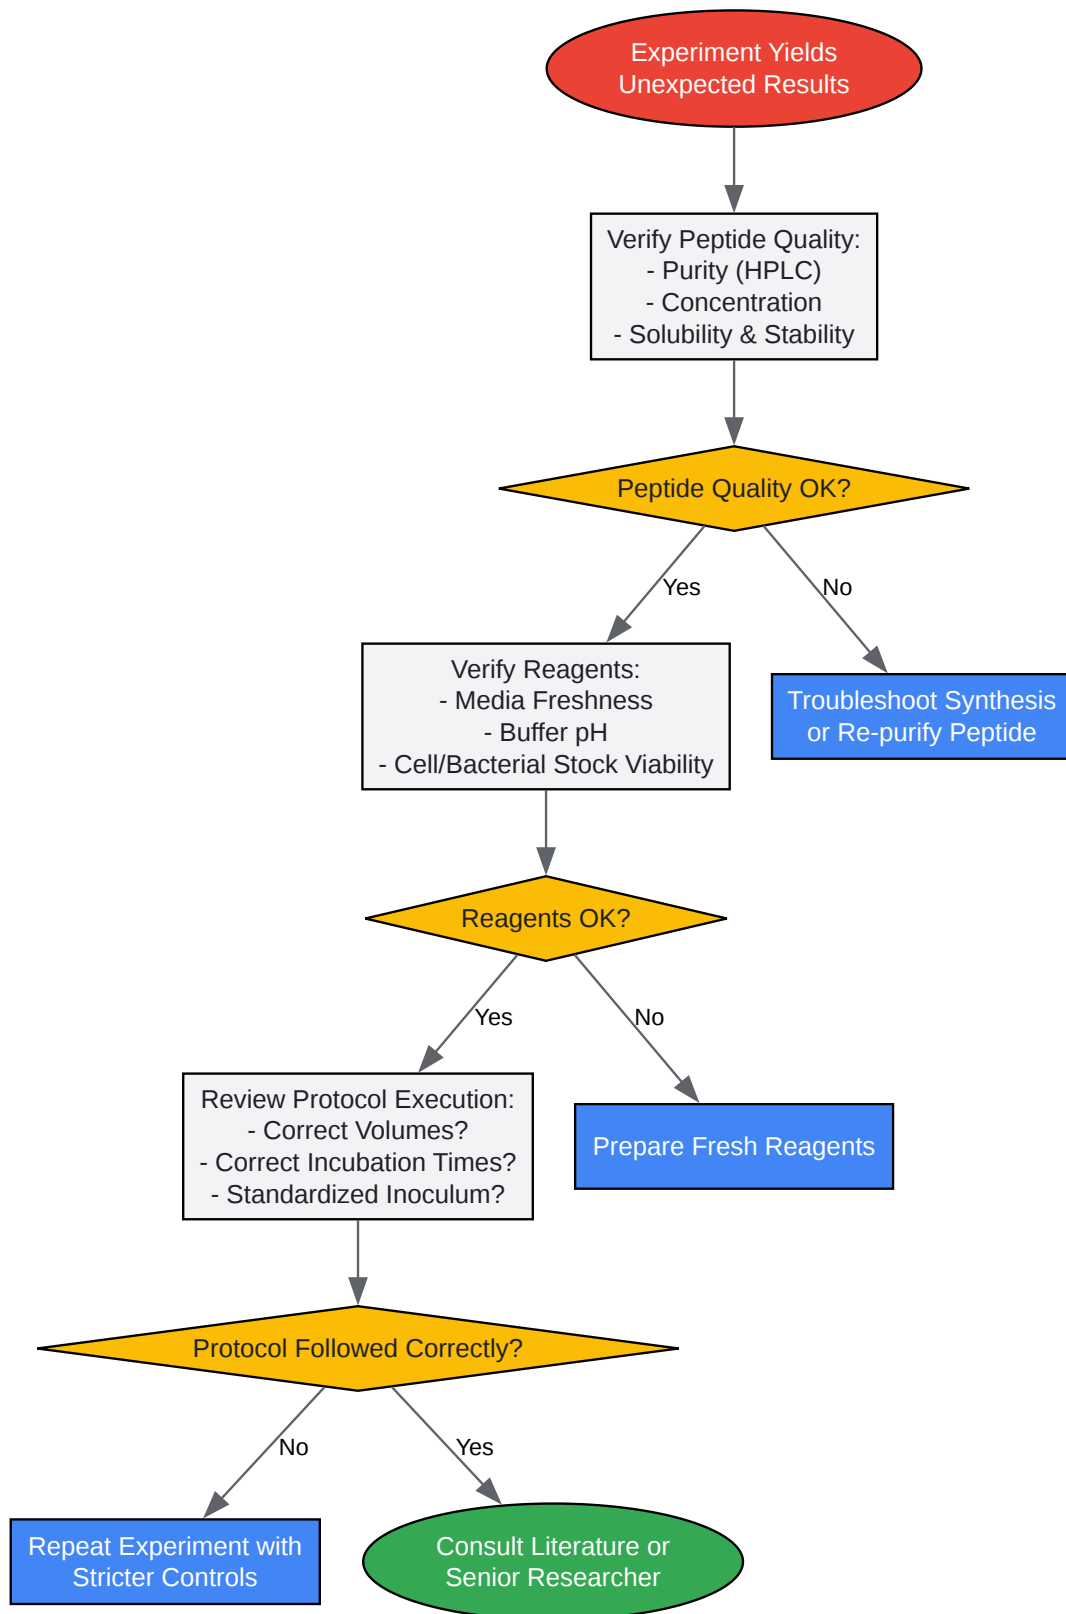 Experiment Yields
Unexpected Results
Verify Peptide Quality:
- Purity (HPLC)
- Concentration
- Solubility & Stability
Peptide Quality OK?
Yes
No
Verify Reagents:
- Media Freshness
- Buffer pH
- Cell/Bacterial Stock Viability
Troubleshoot Synthesis
or Re-purify Peptide
Reagents OK?
Yes
No
Review Protocol Execution:
- Correct Volumes?
- Correct Incubation Times?
- Standardized Inoculum?
Prepare Fresh Reagents
Protocol Followed Correctly?
No
Yes
Repeat Experiment with
Stricter Controls
Consult Literature or
Senior Researcher